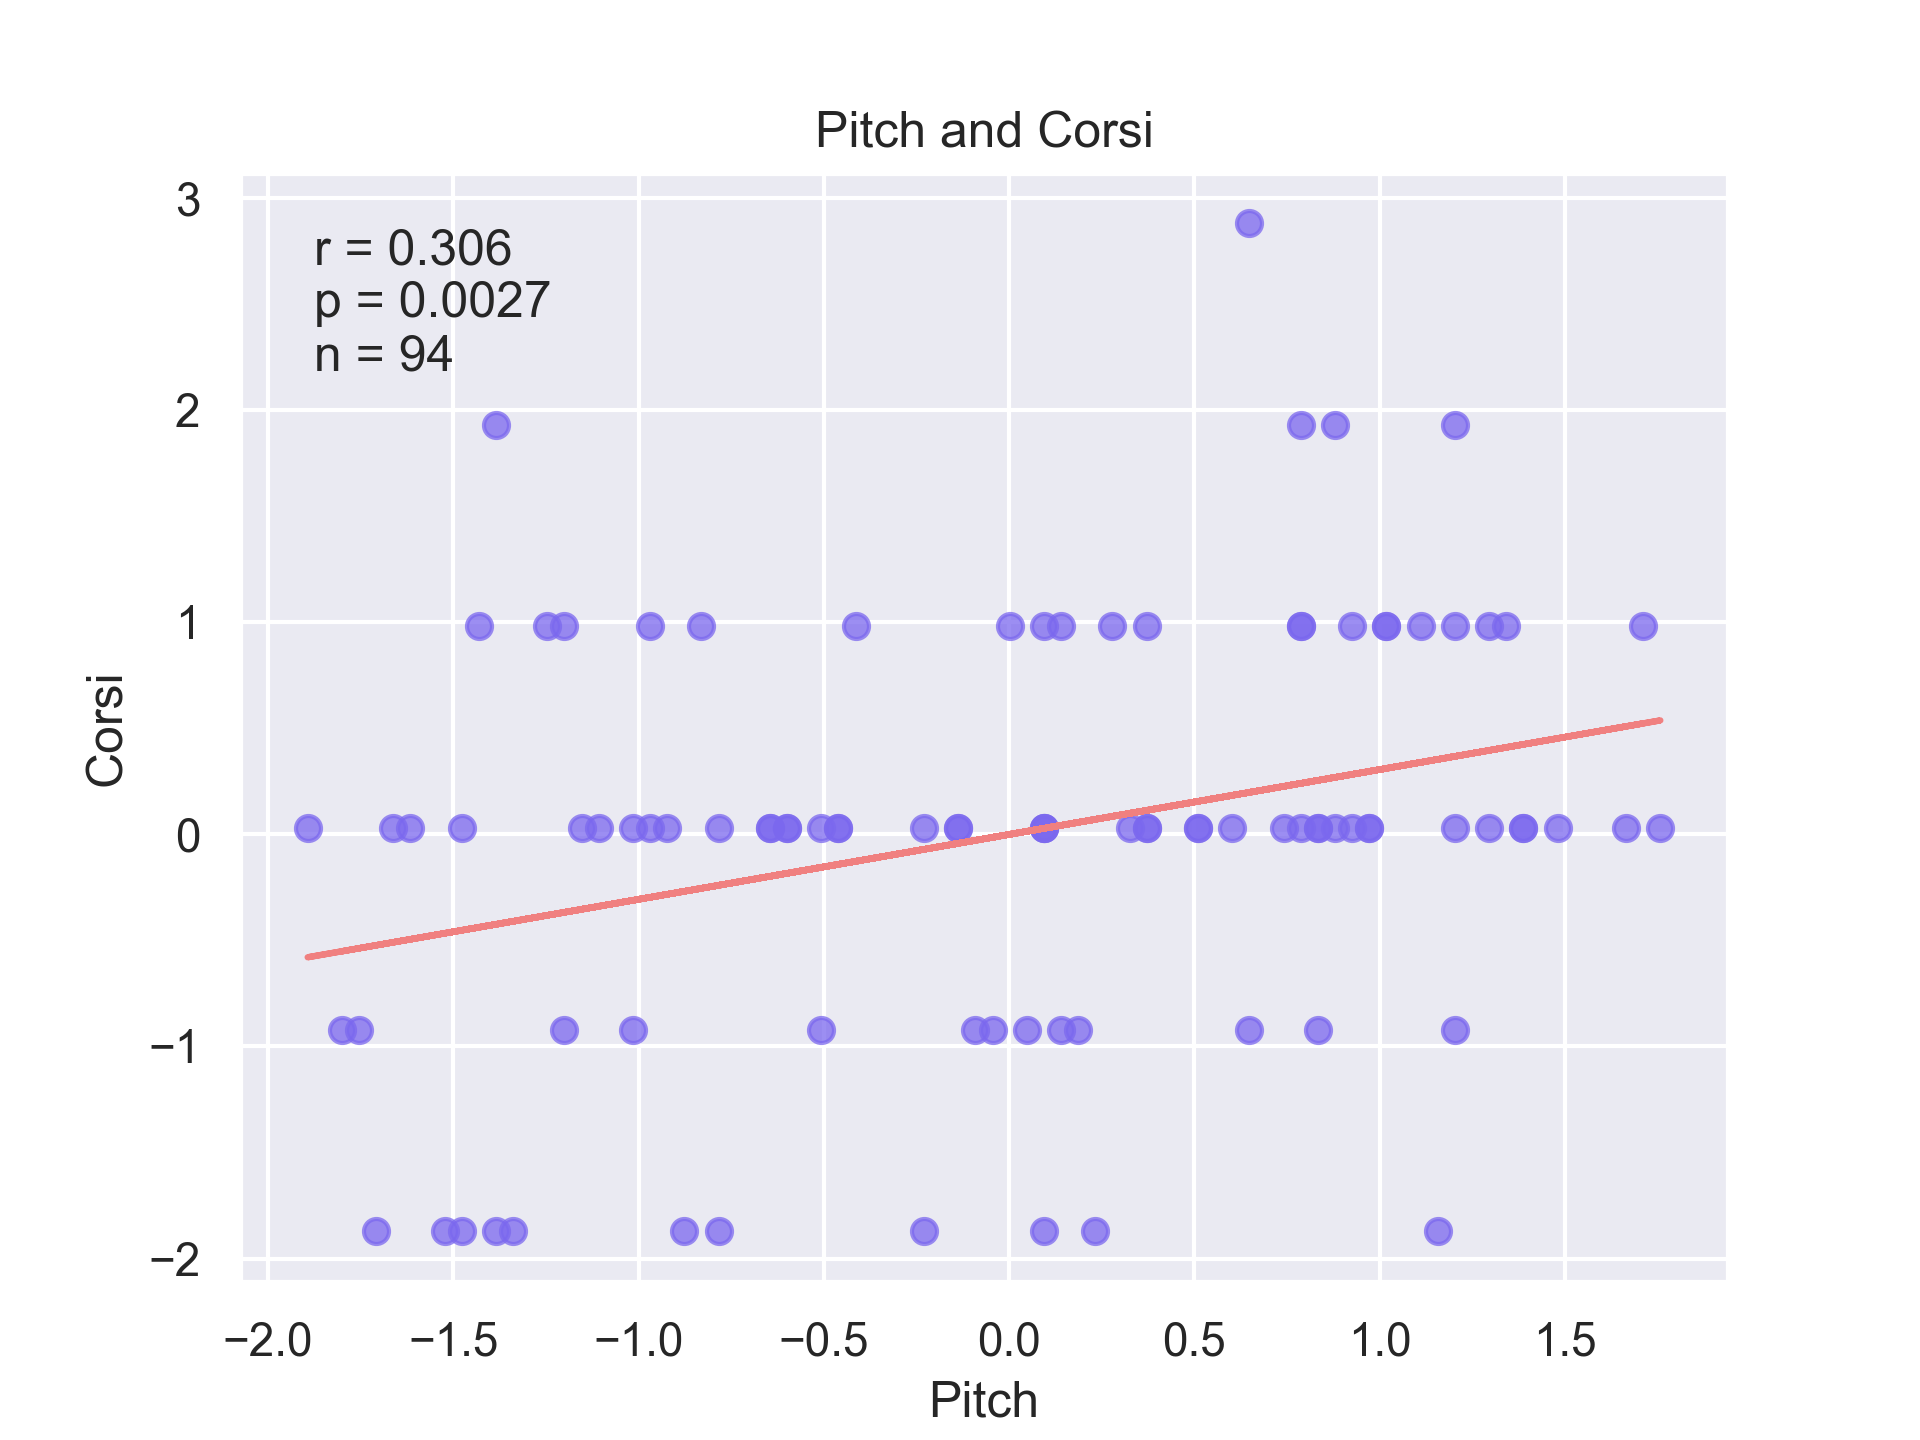 Pitch and Corsi
r = 0.306
p = 0.0027
n = 94
3
2
1
0
−1
−2
Corsi
−2.0 −1.5 −1.0 −0.5 0.0 0.5 1.0 1.5
Pitch